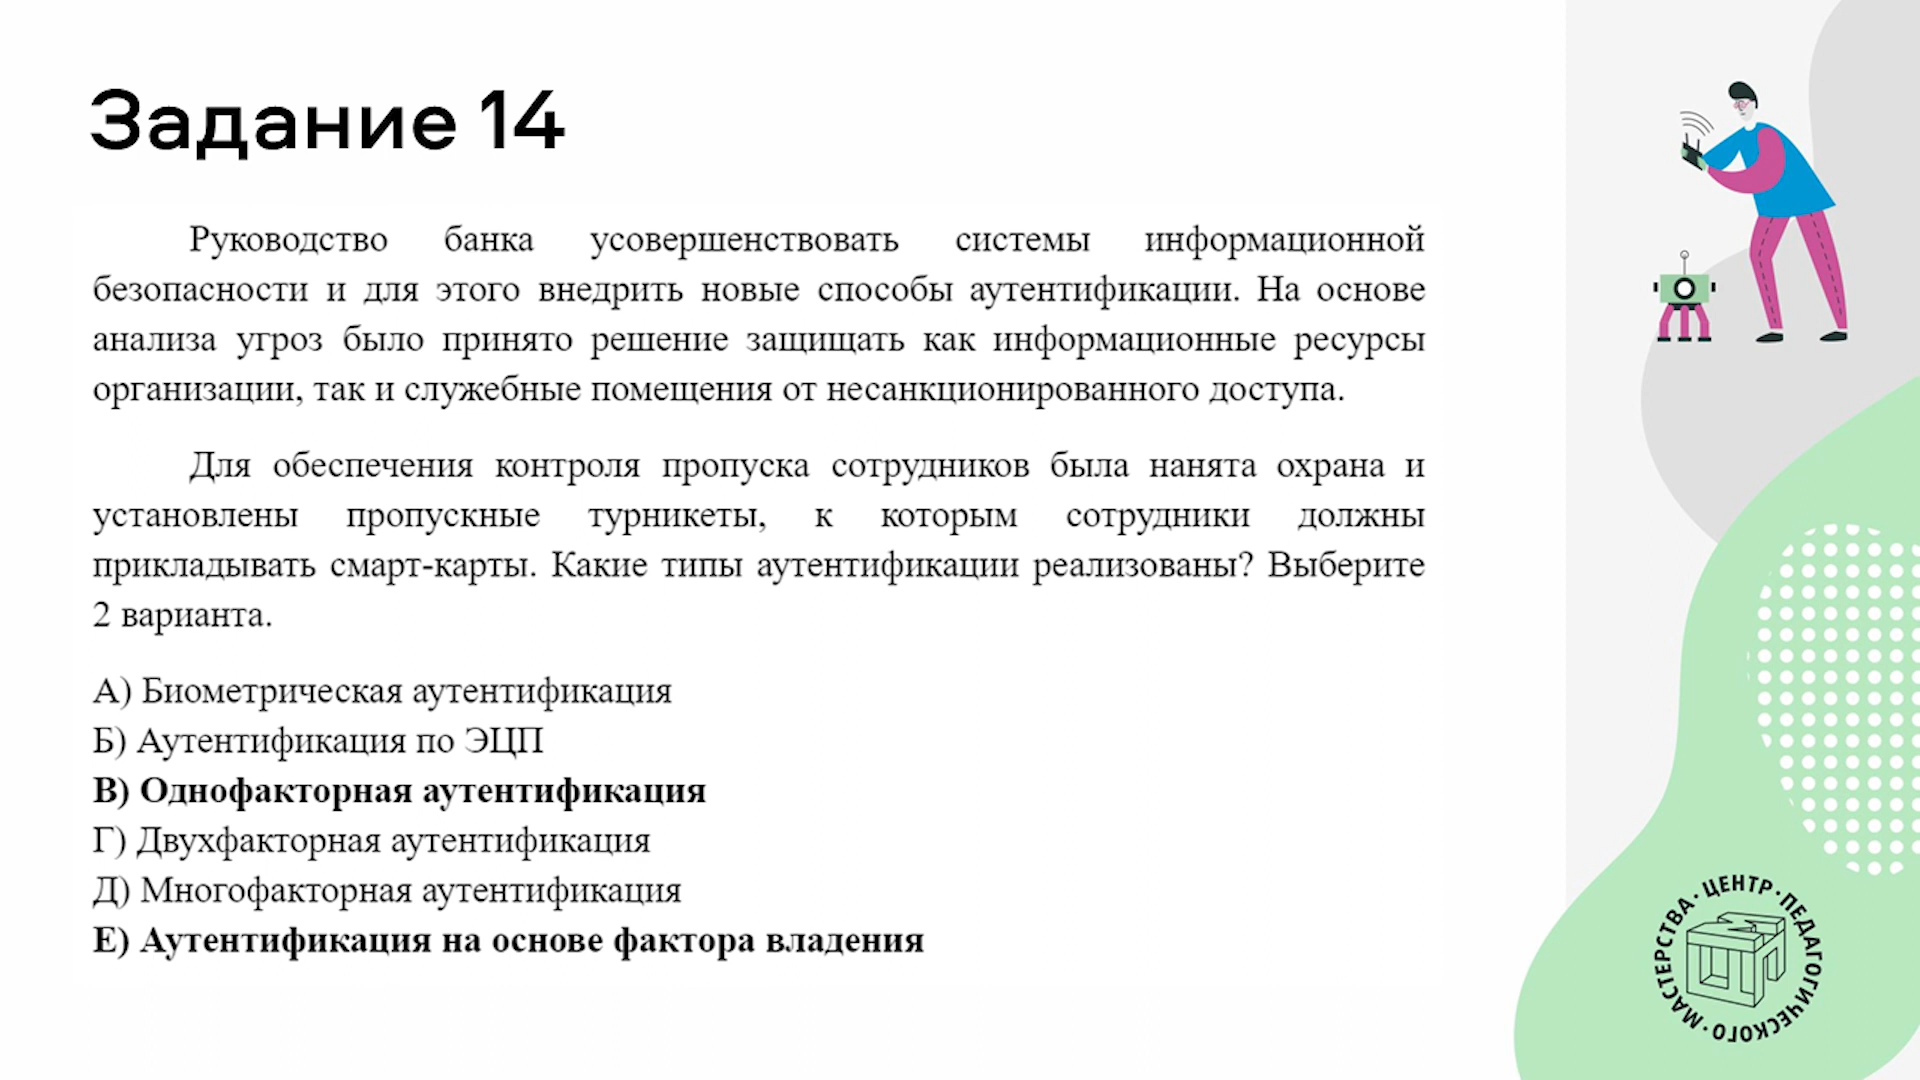 Задание 14
Руководство банка усовершенствовать системы информационной
безопасности и для этого внедрить новые способы аутентификации. На основе
анализа угроз было принято решение защищать как информационные ресурсы
организации, так и служебные помещения от несанкционированного доступа.
Для обеспечения контроля пропуска сотрудников была нанята охрана и
установлены пропускные турникеты, к которым сотрудники должны
прикладывать смарт-карты. Какие типы аутентификации реализованы? Выберите
2 варианта.
А) Биометрическая аутентификация
Б) Аутентификация по ЭЦП
В) Однофакторная аутентификация
Г) Двухфакторная аутентификация
Д) Многофакторная аутентификация
Е) Аутентификация на основе фактора владения
ЦЕНТР · ПЕДАГОГИЧЕСКОГО · МАСТЕРСТВА ·